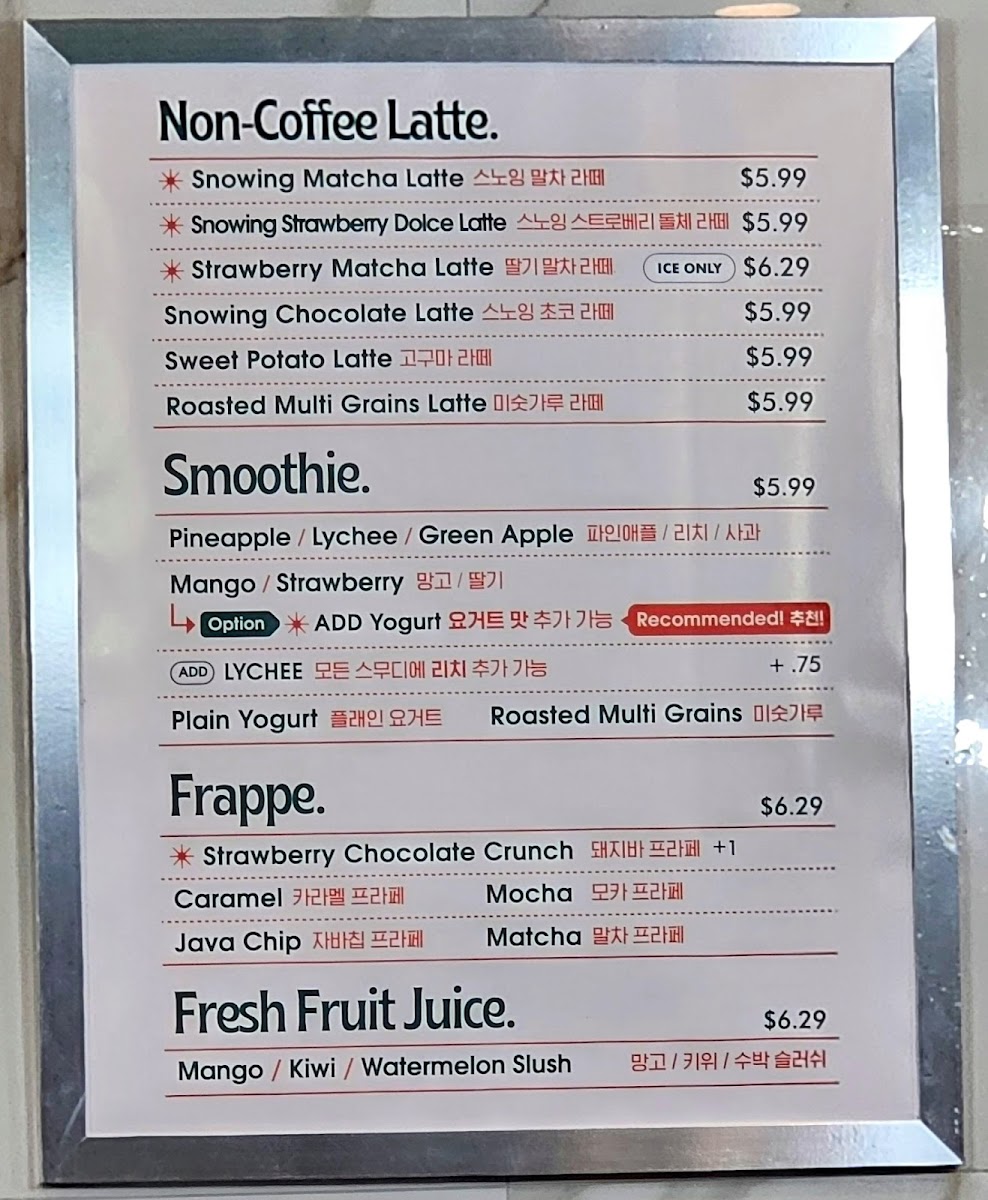 Non-Coffee Latte.
Snowing Matcha Latte 스노잉 말차 라떼 $5.99
Snowing Strawberry Dolce Latte 스노잉 스트로베리 돌체 라떼 $5.99
Strawberry Matcha Latte 딸기 말차 라떼 ICE ONLY $6.29
Snowing Chocolate Latte 스노잉 초코 라떼 $5.99
Sweet Potato Latte 고구마 라떼 $5.99
Roasted Multi Grains Latte 미숫가루 라떼 $5.99
Smoothie. $5.99
Pineapple / Lychee / Green Apple 파인애플 / 리치 / 사과
Mango / Strawberry 망고 / 딸기
Option ADD Yogurt 요거트 맛 추가 가능 Recommended! 추천!
ADD LYCHEE 모든 스무디에 리치 추가 가능 + .75
Plain Yogurt 플래인 요거트 Roasted Multi Grains 미숫가루
Frappe. $6.29
Strawberry Chocolate Crunch 돼지바 프라페 +1
Caramel 카라멜 프라페 Mocha 모카 프라페
Java Chip 자바칩 프라페 Matcha 말차 프라페
Fresh Fruit Juice. $6.29
Mango / Kiwi / Watermelon Slush 망고 / 키위 / 수박 슬러쉬